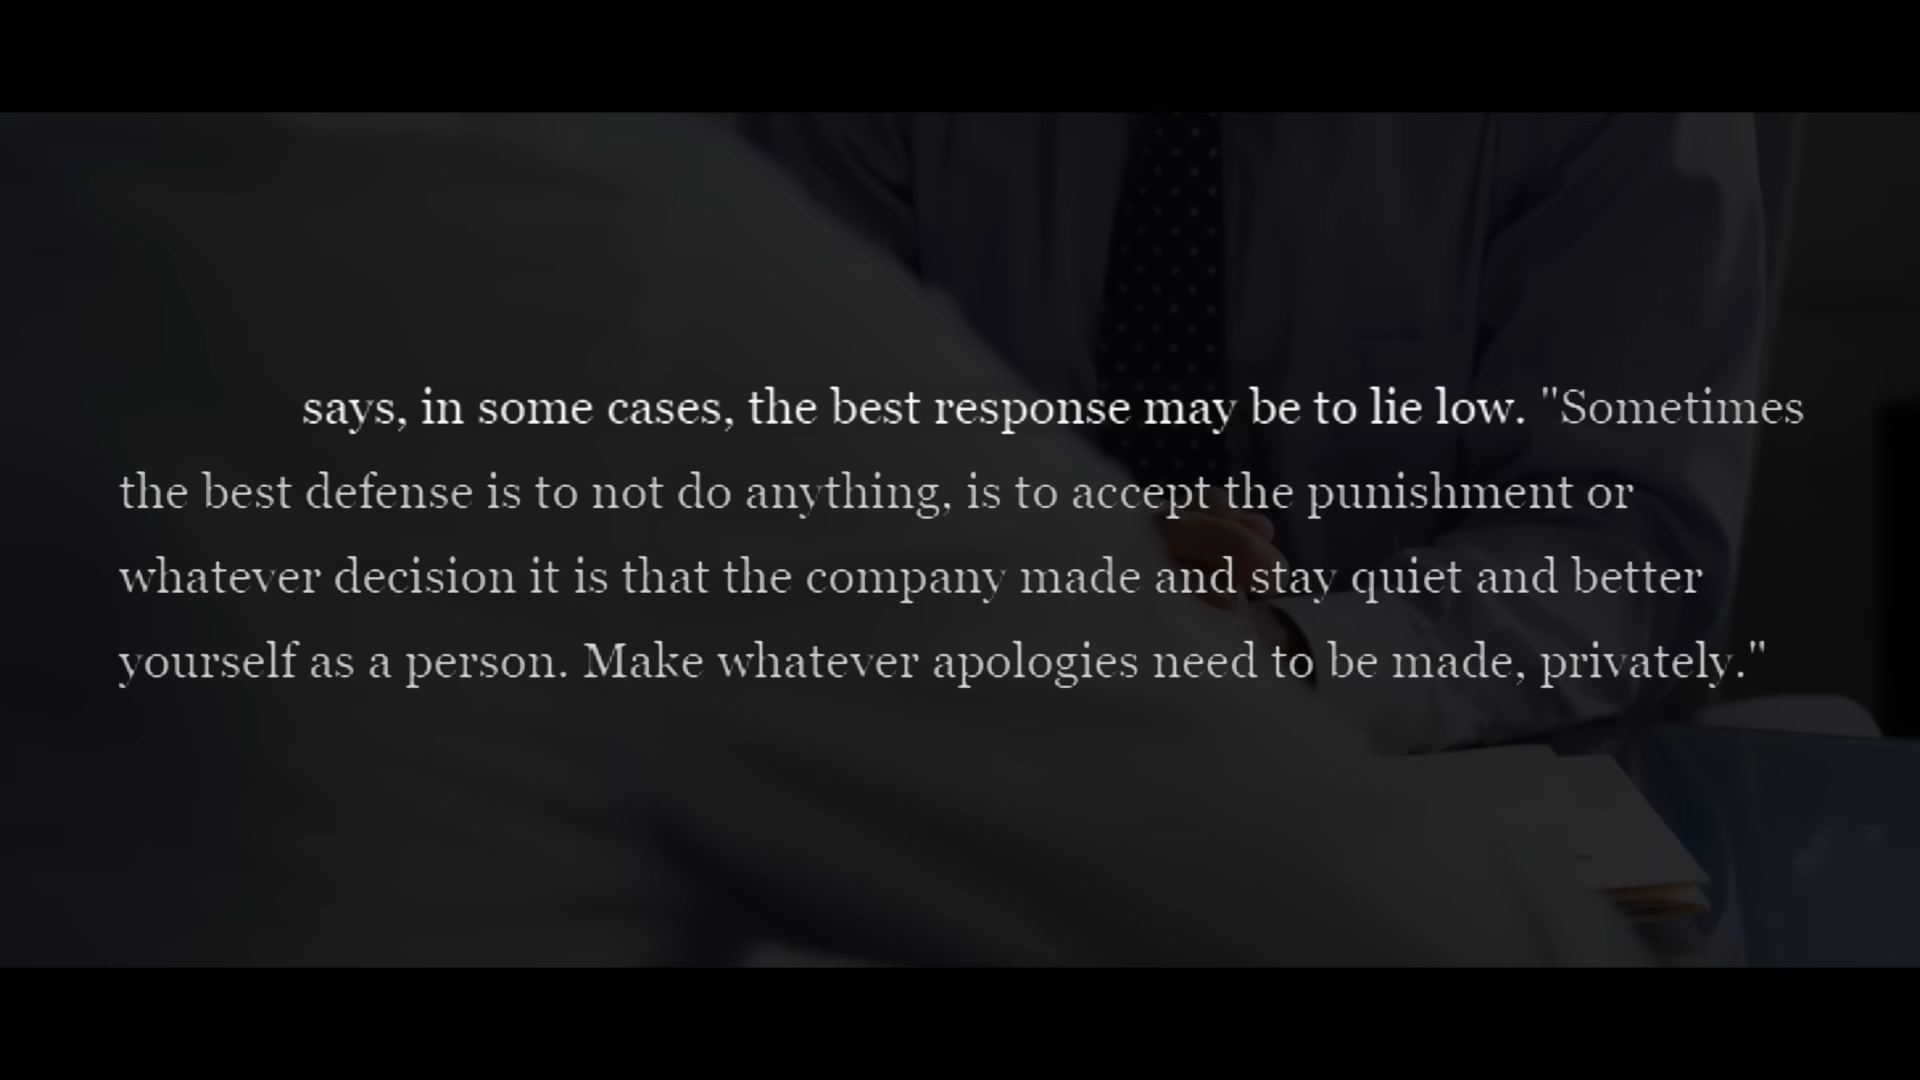 says, in some cases, the best response may be to lie low. "Sometimes
the best defense is to not do anything, is to accept the punishment or
whatever decision it is that the company made and stay quiet and better
yourself as a person. Make whatever apologies need to be made, privately."